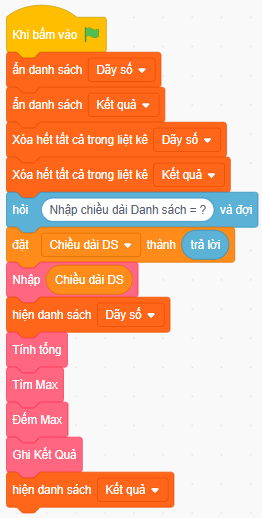 Khi bấm vào
ẩn danh sách Dãy số
ẩn danh sách Kết quả
Xóa hết tất cả trong liệt kê Dãy số
Xóa hết tất cả trong liệt kê Kết quả
hỏi Nhập chiều dài Danh sách = ? và đợi
đặt Chiều dài DS thành trả lời
Nhập Chiều dài DS
hiện danh sách Dãy số
Tính tổng
Tìm Max
Đếm Max
Ghi Kết Quả
hiện danh sách Kết quả